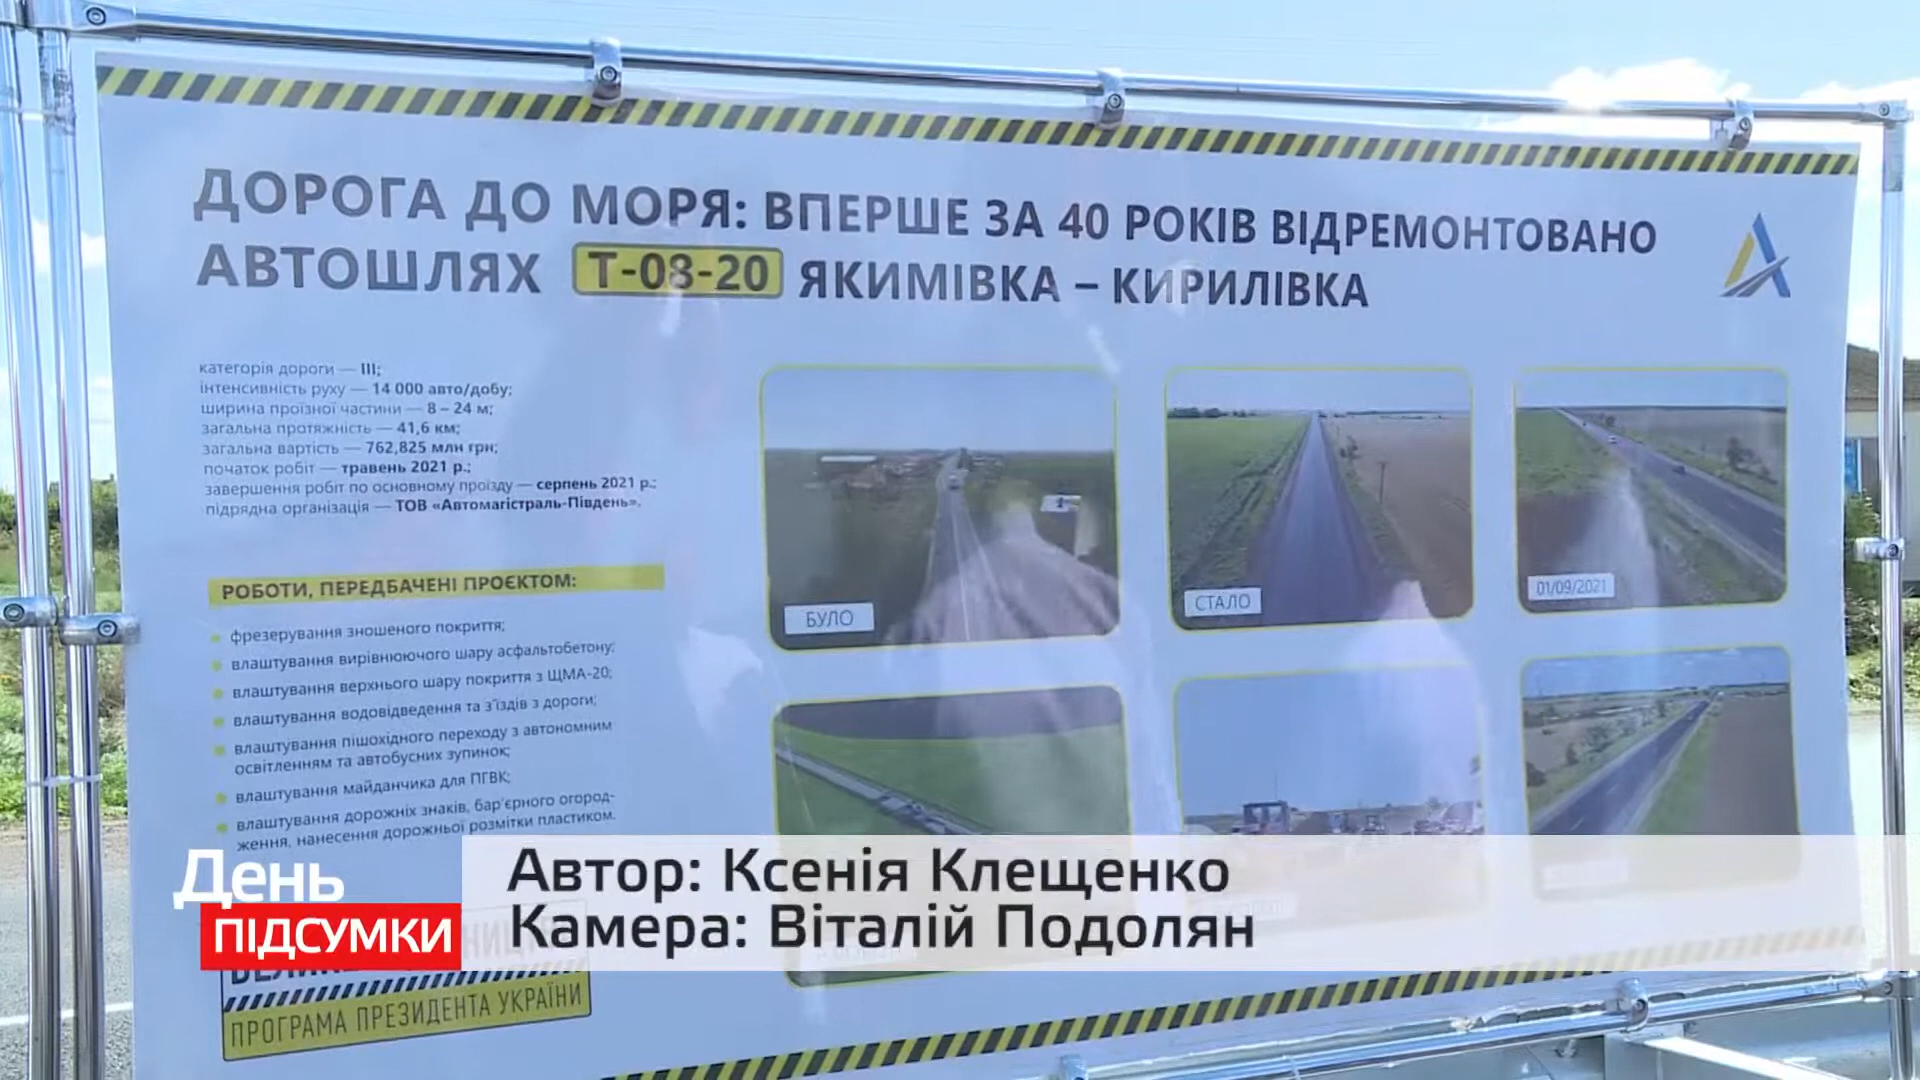 ДОРОГА ДО МОРЯ: ВПЕРШЕ ЗА 40 РОКІВ ВІДРЕМОНТОВАНО
АВТОШЛЯХ Т-08-20 ЯКИМІВКА – КИРИЛІВКА
категорія дороги — III;
інтенсивність руху — 14 000 авто/добу;
ширина проїзної частини — 8 – 24 м;
загальна протяжність — 41,6 км;
загальна вартість — 762,825 млн грн;
початок робіт — травень 2021 р.;
завершення робіт по основному проїзду — серпень 2021 р.;
підрядна організація — ТОВ «Автомагістраль-Південь».
РОБОТИ, ПЕРЕДБАЧЕНІ ПРОЄКТОМ:
фрезерування зношеного покриття;
влаштування вирівнюючого шару асфальтобетону;
влаштування верхнього шару покриття з ЩМА-20;
влаштування водовідведення та з'їздів з дороги;
влаштування пішохідного переходу з автономним
освітленням та автобусних зупинок;
влаштування майданчика для ПГВК;
влаштування дорожніх знаків, бар'єрного огород-
ження, нанесення дорожньої розмітки пластиком.
БУЛО
СТАЛО
01/09/2021
День
ПІДСУМКИ
Автор: Ксенія Клещенко
Камера: Віталій Подолян
ПРОГРАМА ПРЕЗИДЕНТА УКРАЇНИ